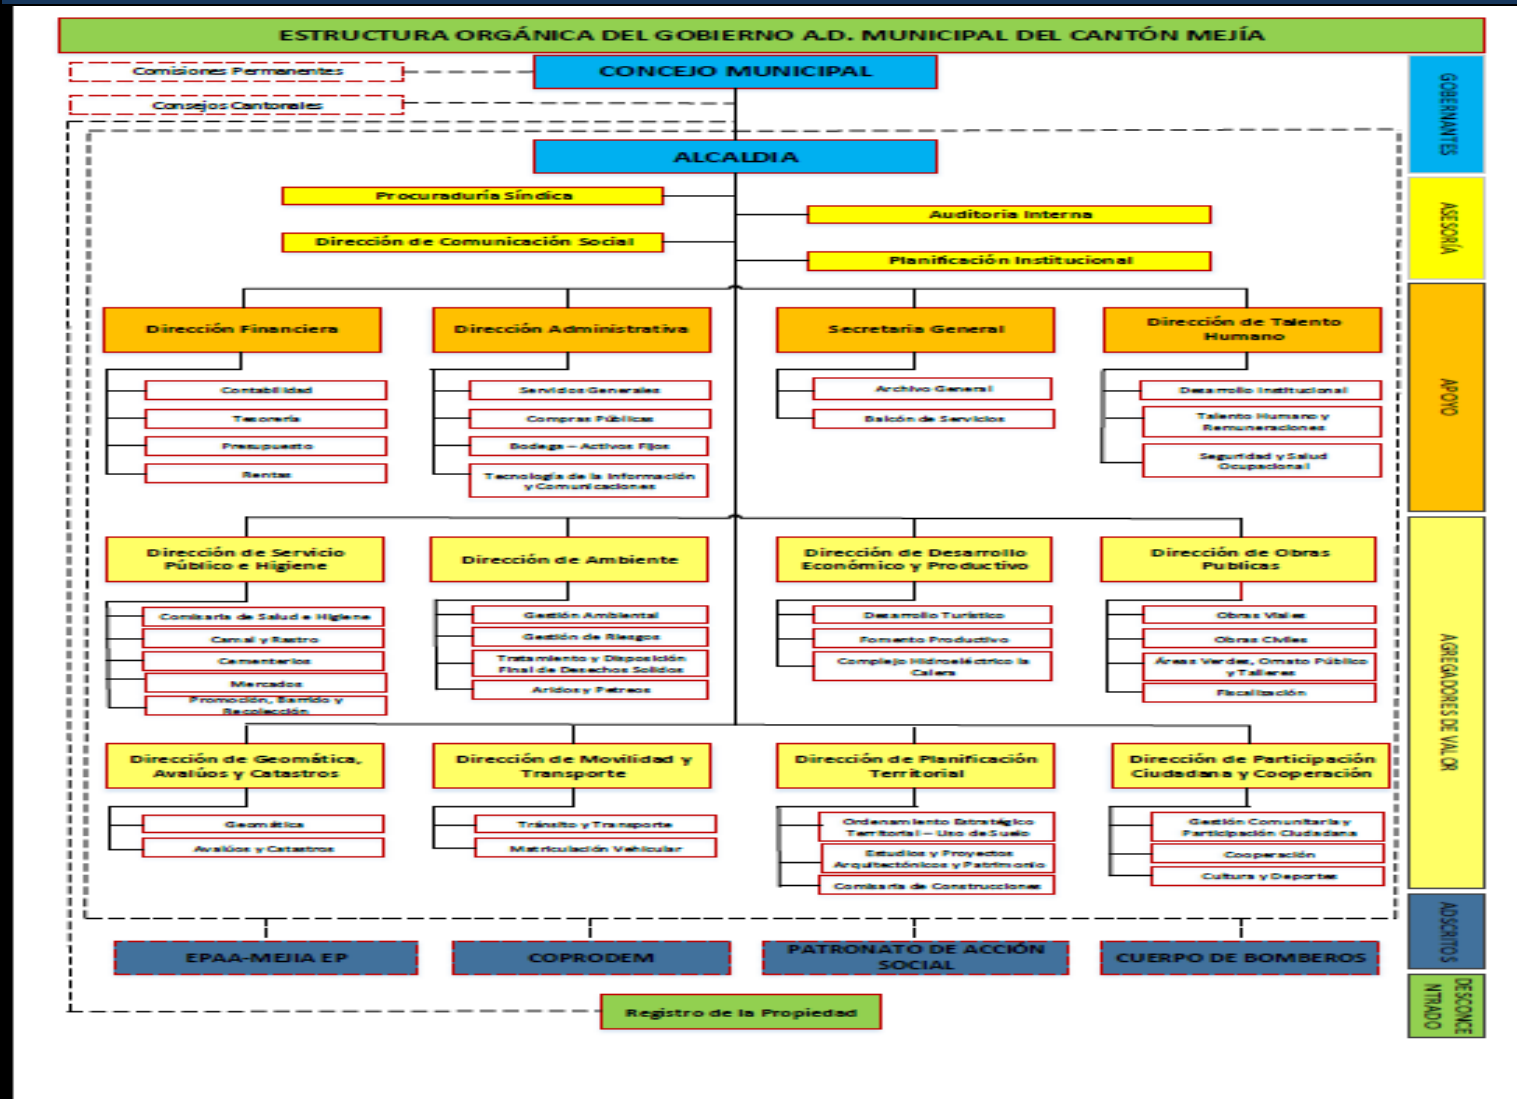 ESTRUCTURA ORGÁNICA DEL GOBIERNO A.D. MUNICIPAL DEL CANTÓN MEJÍA
Comisiones Permanentes
CONCEJO MUNICIPAL
Consejos Cantonales
ALCALDIA
GOBERNANTES
Procuraduría Síndica
Auditoria Interna
Dirección de Comunicación Social
Planificación Institucional
ASESORÍA
Dirección Financiera
Dirección Administrativa
Secretaria General
Dirección de Talento
Humano
Contabilidad
Tesorería
Presupuesto
Rentas
Servicios Generales
Compras Públicas
Bodega – Activos Fijos
Tecnología de la Información
y Comunicaciones
Archivo General
Balcón de Servicios
Desarrollo Institucional
Talento Humano y
Remuneraciones
Seguridad y Salud
Ocupacional
APOYO
Dirección de Servicio
Público e Higiene
Dirección de Ambiente
Dirección de Desarrollo
Económico y Productivo
Dirección de Obras
Publicas
Comisaría de Salud e Higiene
Camal y Rastro
Cementerios
Mercados
Promoción, Barrido y
Recolección
Gestión Ambiental
Gestión de Riesgos
Tratamiento y Disposición
Final de Desechos Solidos
Aridos y Petreos
Desarrollo Turístico
Fomento Productivo
Complejo Hidroeléctrico la
Calera
Obras Viales
Obras Civiles
Áreas Verdes, Ornato Público
y Talleres
Fiscalización
Dirección de Geomática,
Avalúos y Catastros
Dirección de Movilidad y
Transporte
Dirección de Planificación
Territorial
Dirección de Participación
Ciudadana y Cooperación
Geomática
Avalúos y Catastros
Tránsito y Transporte
Matriculación Vehicular
Ordenamiento Estratégico
Territorial – Uso de Suelo
Estudios y Proyectos
Arquitectónicos y Patrimonio
Comisaría de Construcciones
Gestión Comunitaria y
Participación Ciudadana
Cooperación
Cultura y Deportes
AGREGADORES DE VALOR
EPAA-MEJIA EP
COPRODEM
PATRONATO DE ACCIÓN
SOCIAL
CUERPO DE BOMBEROS
ADSCRITOS
Registro de la Propiedad
DESCONCE
NTRADO